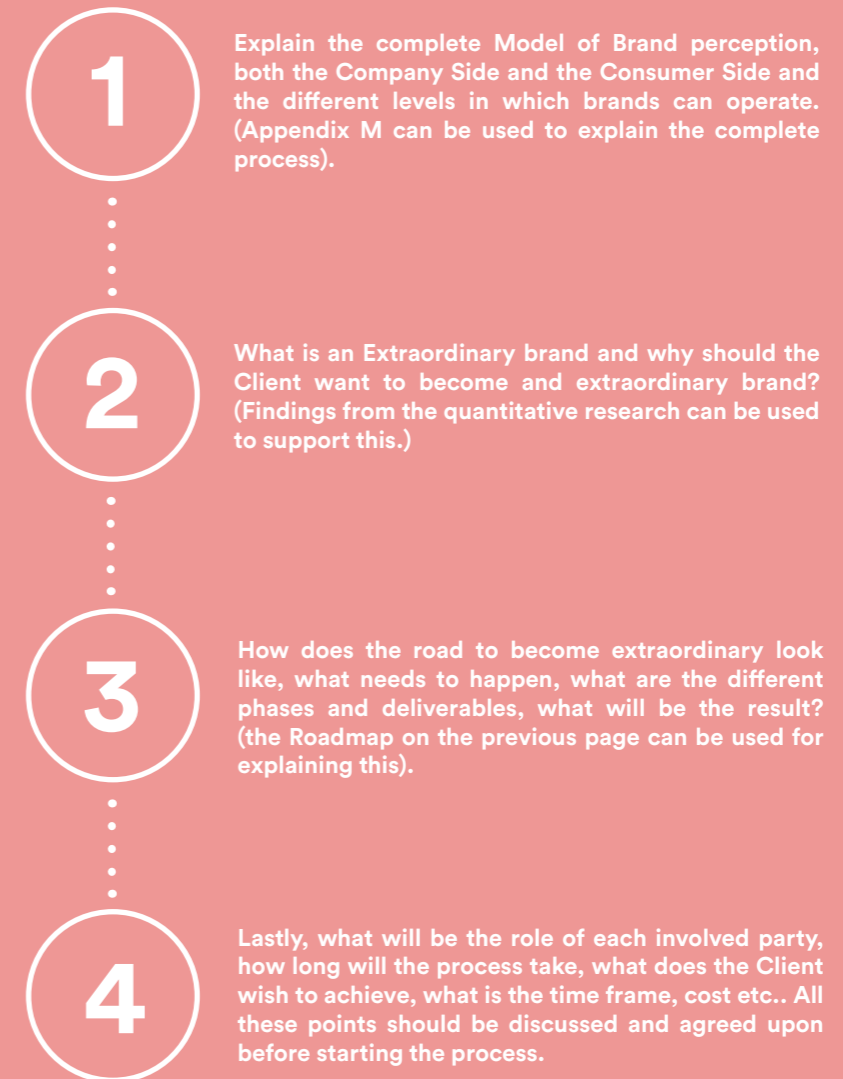 1
Explain the complete Model of Brand perception,
both the Company Side and the Consumer Side and
the different levels in which brands can operate.
(Appendix M can be used to explain the complete
process).
2
What is an Extraordinary brand and why should the
Client want to become and extraordinary brand?
(Findings from the quantitative research can be used
to support this.)
3
How does the road to become extraordinary look
like, what needs to happen, what are the different
phases and deliverables, what will be the result?
(the Roadmap on the previous page can be used for
explaining this).
4
Lastly, what will be the role of each involved party,
how long will the process take, what does the Client
wish to achieve, what is the time frame, cost etc.. All
these points should be discussed and agreed upon
before starting the process.